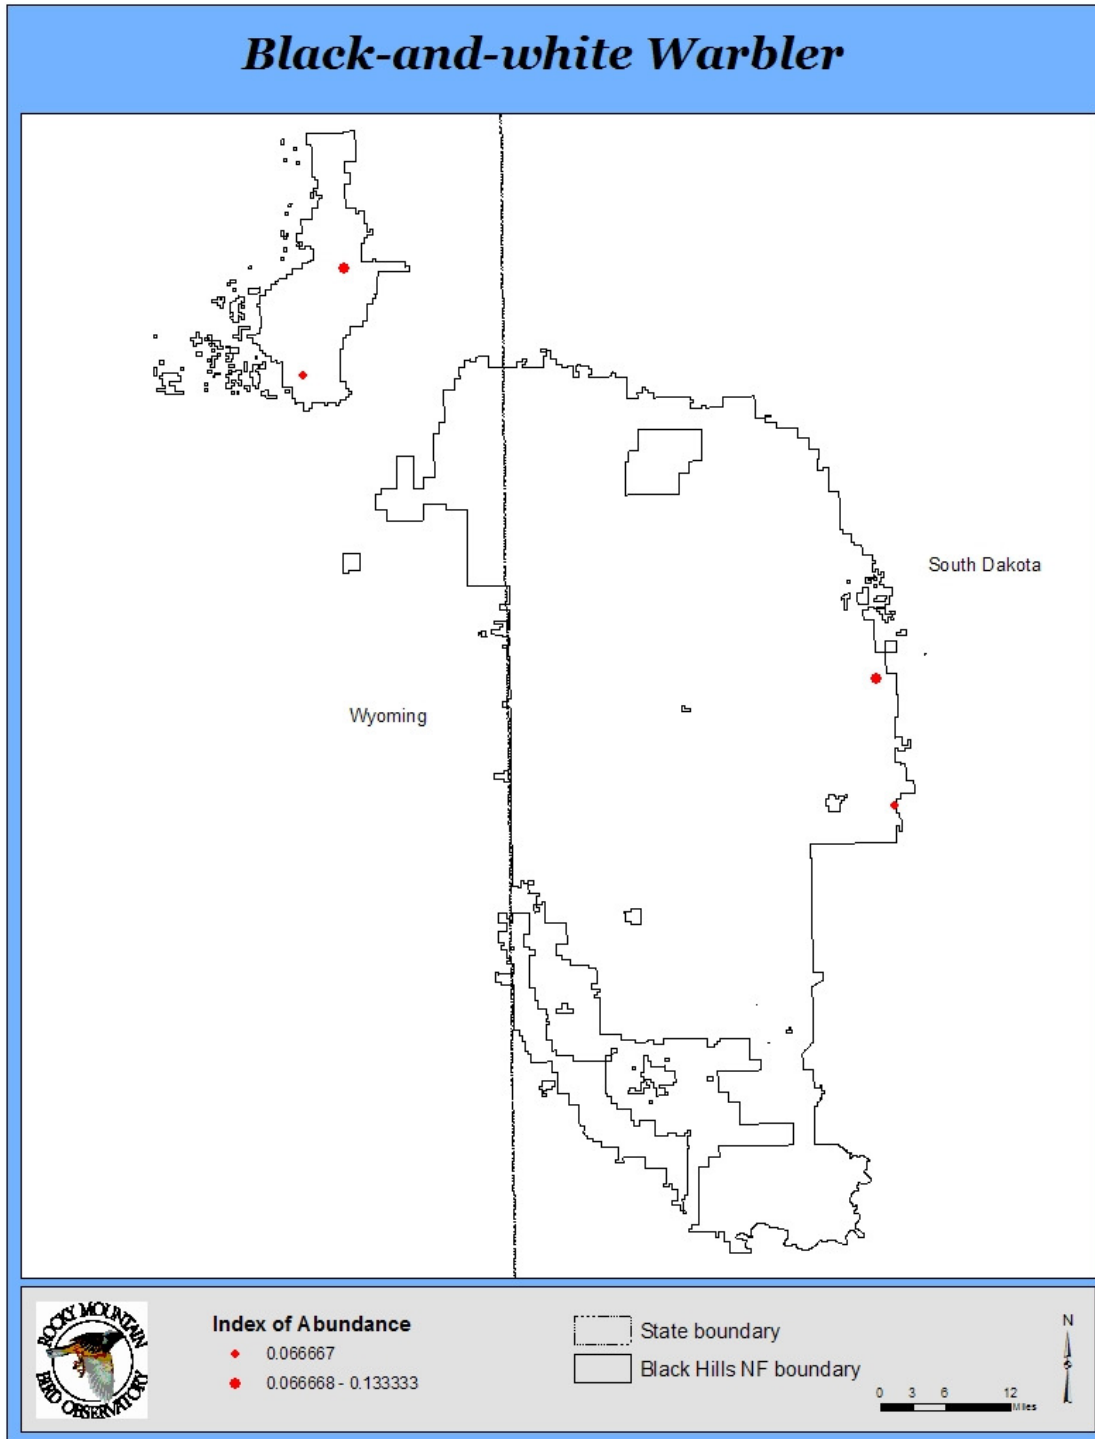 Black-and-white Warbler
South Dakota
Wyoming
ROCKY MOUNTAIN
BIRD OBSERVATORY
Index of Abundance
0.066667
0.066668 - 0.133333
State boundary
Black Hills NF boundary
N
0 3 6 12
Miles